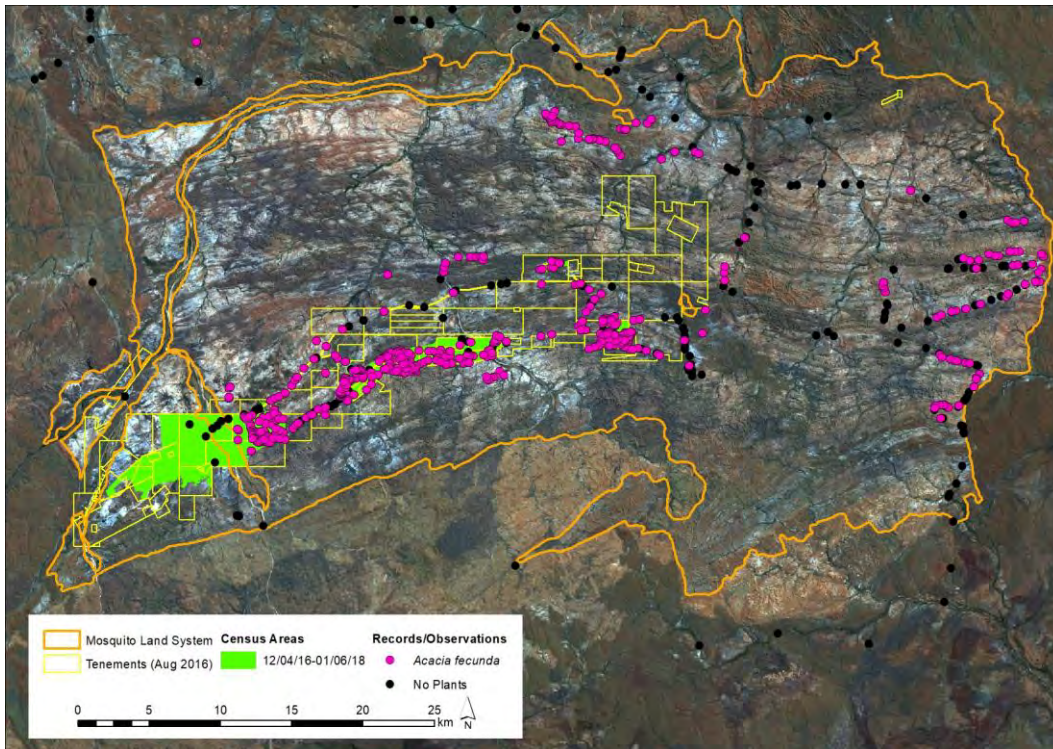 Mosquito Land System
Tenements (Aug 2016)
Census Areas
12/04/16-01/06/18
Records/Observations
Acacia fecunda
No Plants
0 5 10 15 20 25
km
N